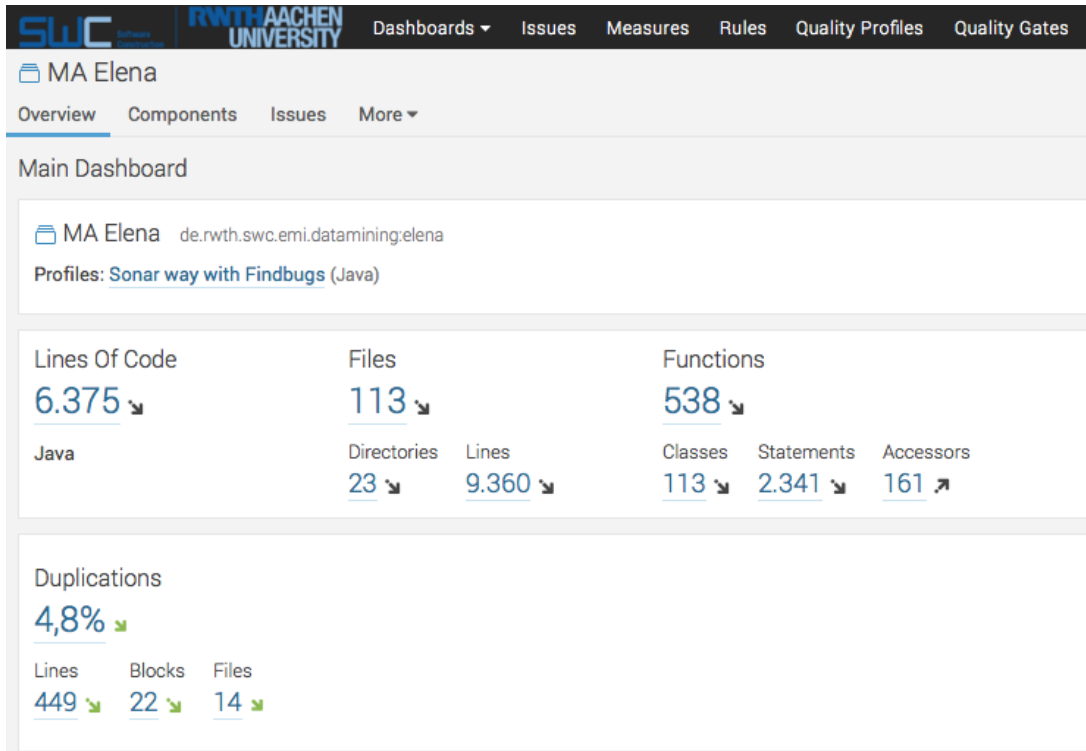 SWC Software Construction RWTH AACHEN UNIVERSITY Dashboards Issues Measures Rules Quality Profiles Quality Gates
MA Elena
Overview Components Issues More
Main Dashboard
MA Elena de.rwth.swc.emi.datamining:elena
Profiles: Sonar way with Findbugs (Java)
Lines Of Code Files Functions
6.375 113 538
Java Directories Lines Classes Statements Accessors
23 9.360 113 2.341 161
Duplications
4,8%
Lines Blocks Files
449 22 14